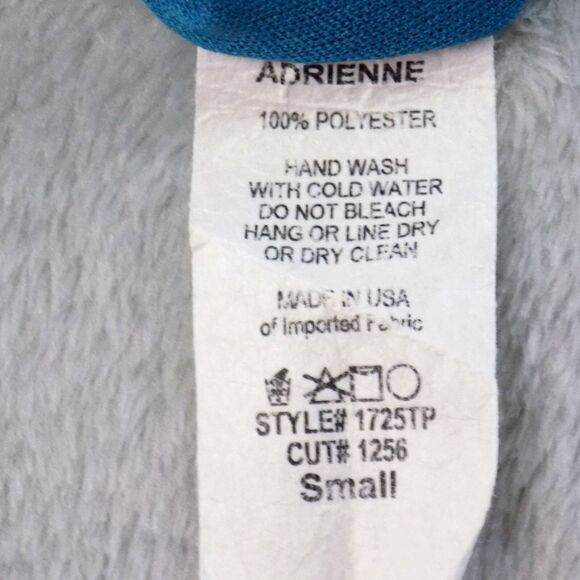 ADRIENNE
100% POLYESTER
HAND WASH
WITH COLD WATER
DO NOT BLEACH
HANG OR LINE DRY
OR DRY CLEAN
MADE IN USA
of Imported Fabric
STYLE# 1725TP
CUT# 1256
Small